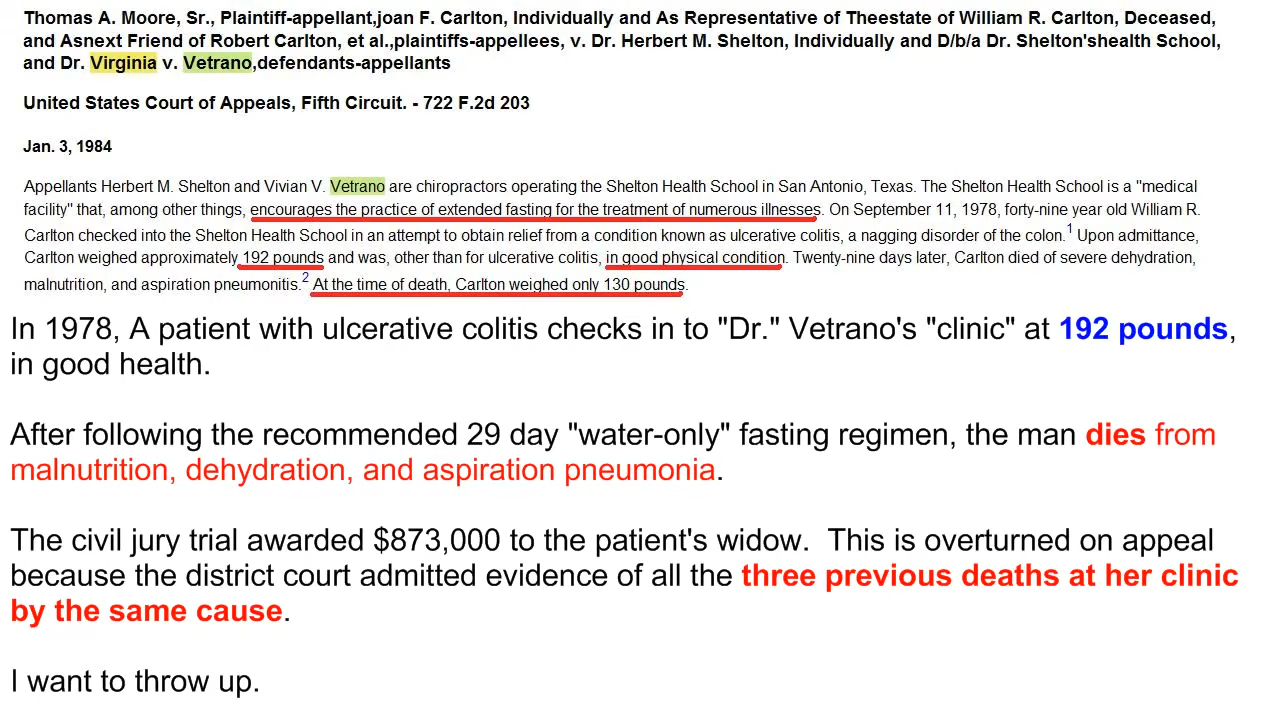 Thomas A. Moore, Sr., Plaintiff-appellant,joan F. Carlton, Individually and As Representative of Theestate of William R. Carlton, Deceased,
and Asnext Friend of Robert Carlton, et al.,plaintiffs-appellees, v. Dr. Herbert M. Shelton, Individually and D/b/a Dr. Shelton'shealth School,
and Dr. Virginia v. Vetrano,defendants-appellants
United States Court of Appeals, Fifth Circuit. - 722 F.2d 203
Jan. 3, 1984
Appellants Herbert M. Shelton and Vivian V. Vetrano are chiropractors operating the Shelton Health School in San Antonio, Texas. The Shelton Health School is a "medical
facility" that, among other things, encourages the practice of extended fasting for the treatment of numerous illnesses. On September 11, 1978, forty-nine year old William R.
Carlton checked into the Shelton Health School in an attempt to obtain relief from a condition known as ulcerative colitis, a nagging disorder of the colon.1 Upon admittance,
Carlton weighed approximately 192 pounds and was, other than for ulcerative colitis, in good physical condition. Twenty-nine days later, Carlton died of severe dehydration,
malnutrition, and aspiration pneumonitis.2 At the time of death, Carlton weighed only 130 pounds.
In 1978, A patient with ulcerative colitis checks in to "Dr." Vetrano's "clinic" at 192 pounds,
in good health.
After following the recommended 29 day "water-only" fasting regimen, the man dies from
malnutrition, dehydration, and aspiration pneumonia.
The civil jury trial awarded $873,000 to the patient's widow.  This is overturned on appeal
because the district court admitted evidence of all the three previous deaths at her clinic
by the same cause.
I want to throw up.